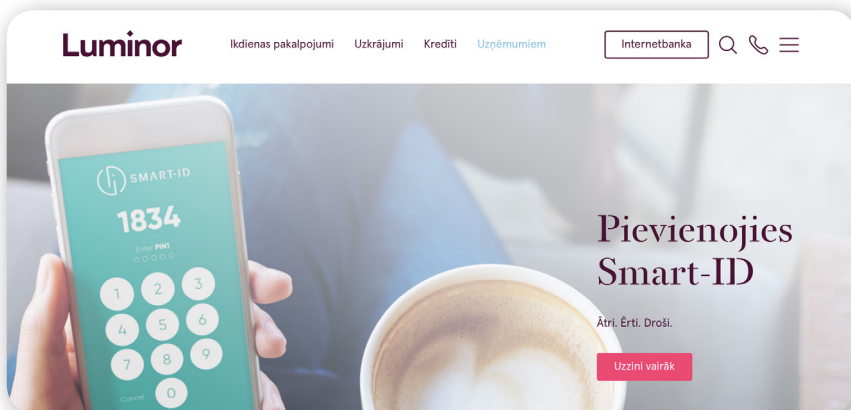 Luminor
Ikdienas pakalpojumi Uzkrājumi Kredīti Uzņēmumiem
Internetbanka
SMART-ID
1834
Enter PIN1
1 2 3
4 5 6
7 8 9
Cancel 0
Pievienojies
Smart-ID
Ātri. Ērti. Droši.
Uzzini vairāk